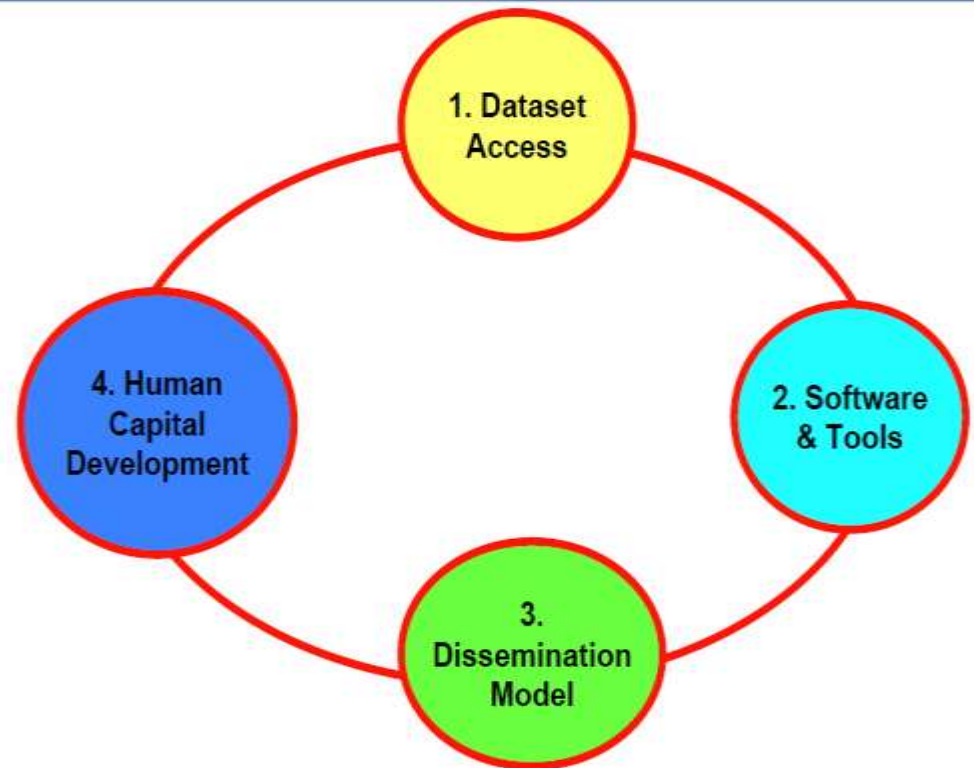 1. Dataset
Access
2. Software
& Tools
3.
Dissemination
Model
4. Human
Capital
Development